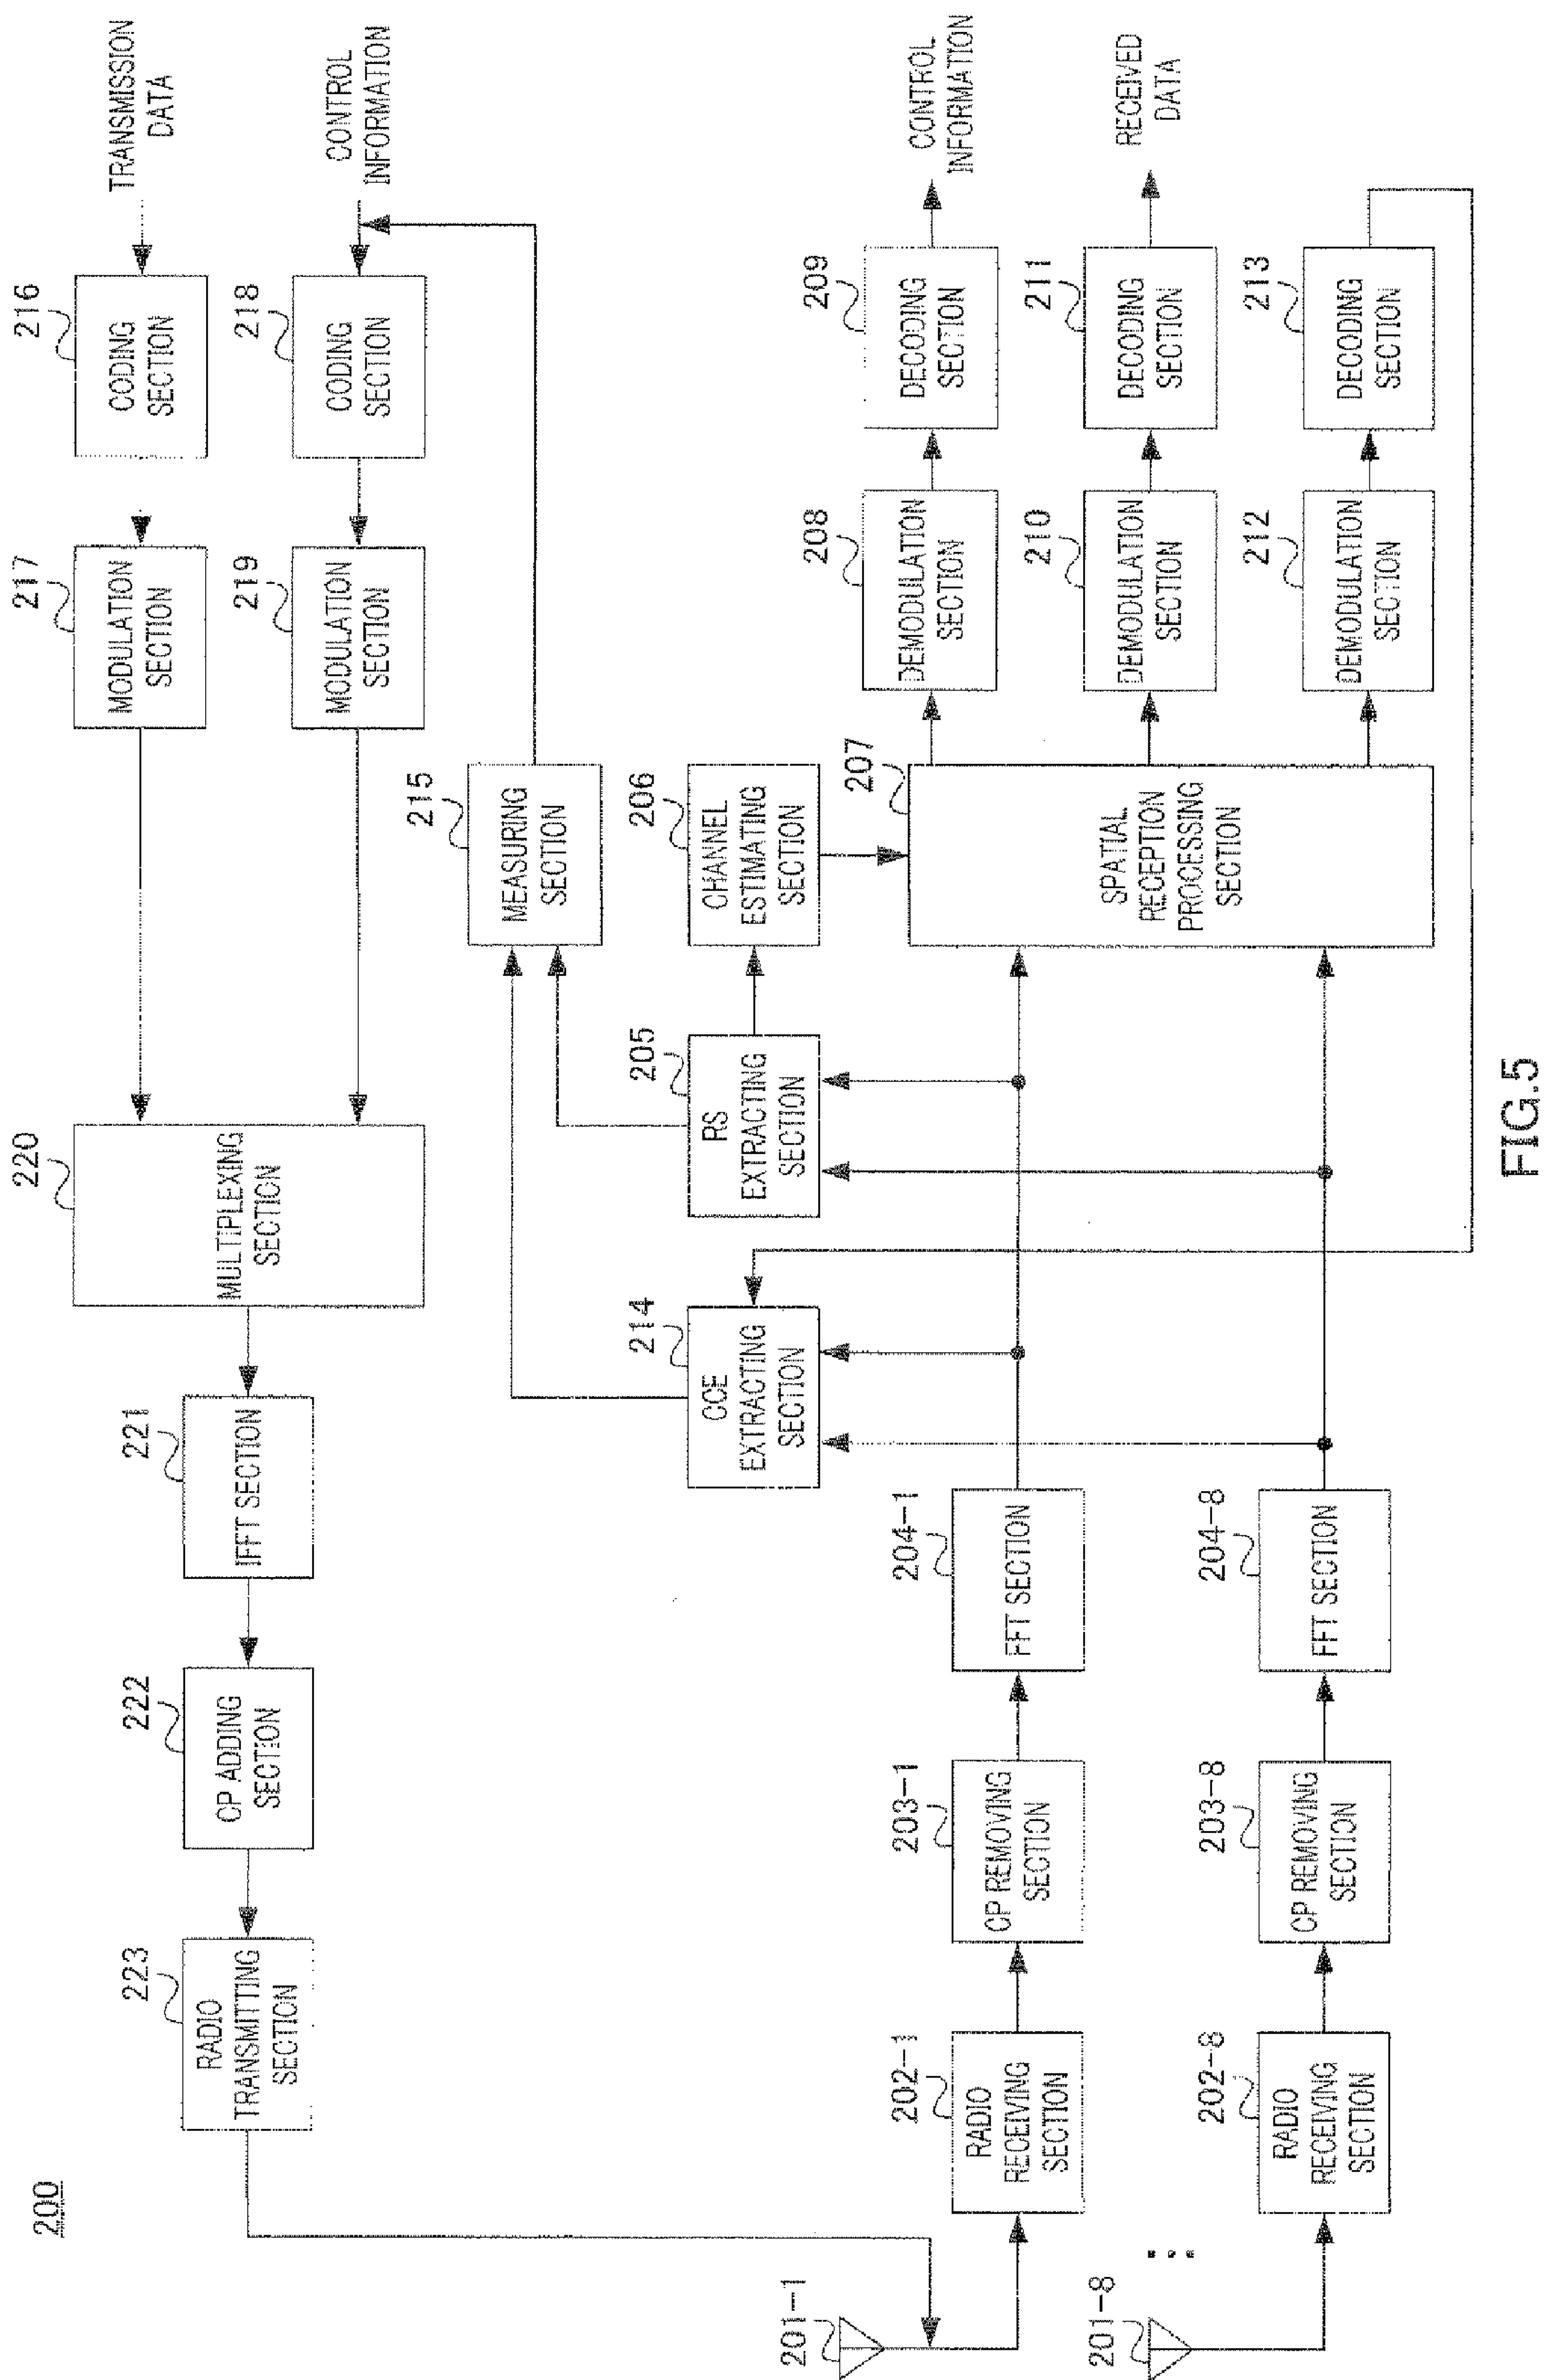 200
223
RADIO
TRANSMITTING
SECTION
222
CP ADDING
SECTION
221
IFFT SECTION
220
MULTIPLEXING
SECTION
217
MODULATION
SECTION
216
CODING
SECTION
TRANSMISSION
DATA
219
MODULATION
SECTION
218
CODING
SECTION
CONTROL
INFORMATION
215
MEASURING
SECTION
214
CCE
EXTRACTING
SECTION
205
RS
EXTRACTING
SECTION
206
CHANNEL
ESTIMATING
SECTION
201-1
202-1
RADIO
RECEIVING
SECTION
203-1
CP REMOVING
SECTION
204-1
FFT SECTION
207
SPATIAL
RECEPTION
PROCESSING
SECTION
208
DEMODULATION
SECTION
209
DECODING
SECTION
CONTROL
INFORMATION
210
DEMODULATION
SECTION
211
DECODING
SECTION
RECEIVED
DATA
201-8
202-8
RADIO
RECEIVING
SECTION
203-8
CP REMOVING
SECTION
204-8
FFT SECTION
212
DEMODULATION
SECTION
213
DECODING
SECTION
FIG.5